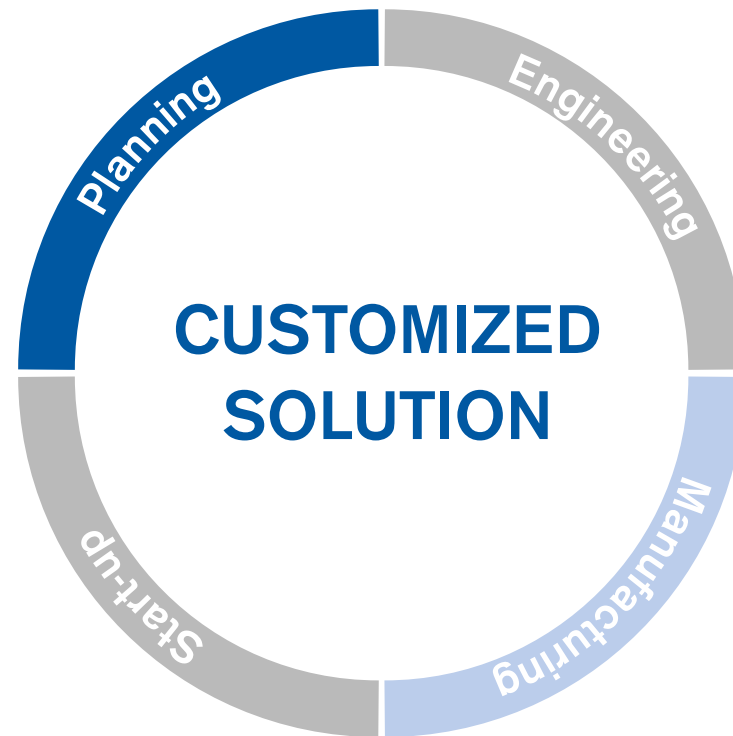 Planning
Engineering
CUSTOMIZED
SOLUTION
Manufacturing
Start-up